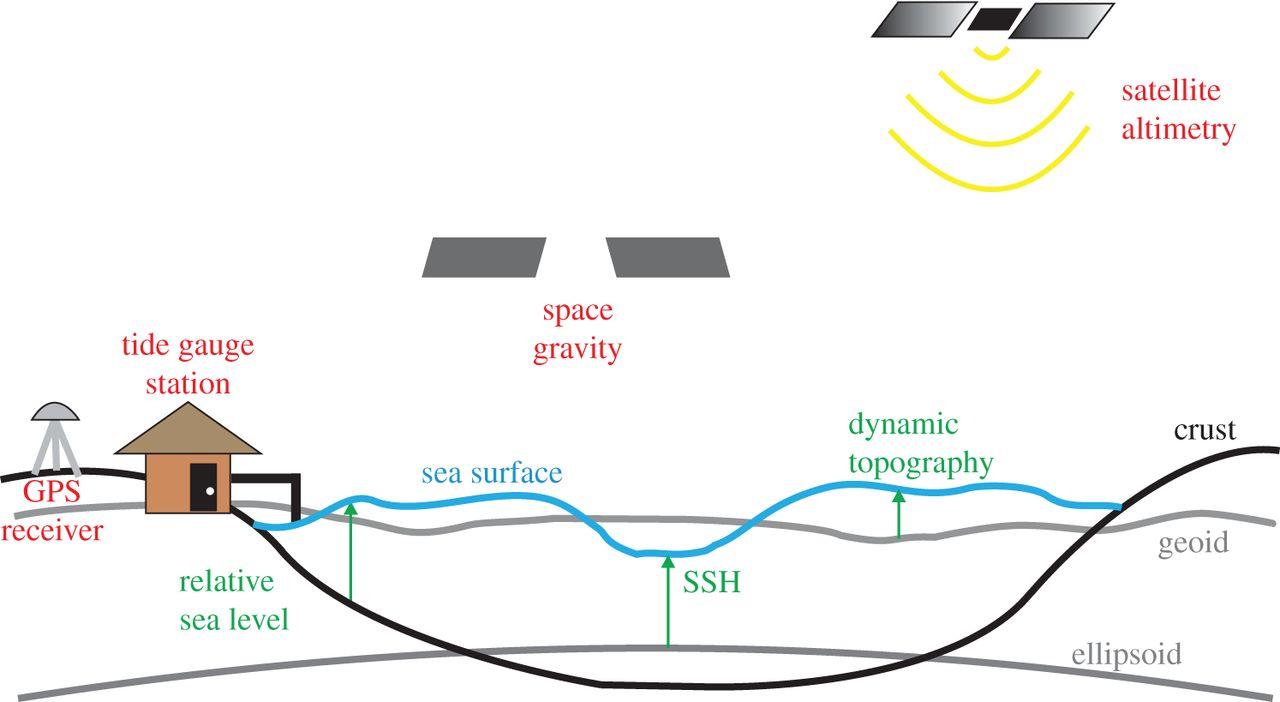 satellite
altimetry
space
gravity
tide gauge
station
dynamic
topography
crust
sea surface
GPS
receiver
geoid
relative
sea level
SSH
ellipsoid